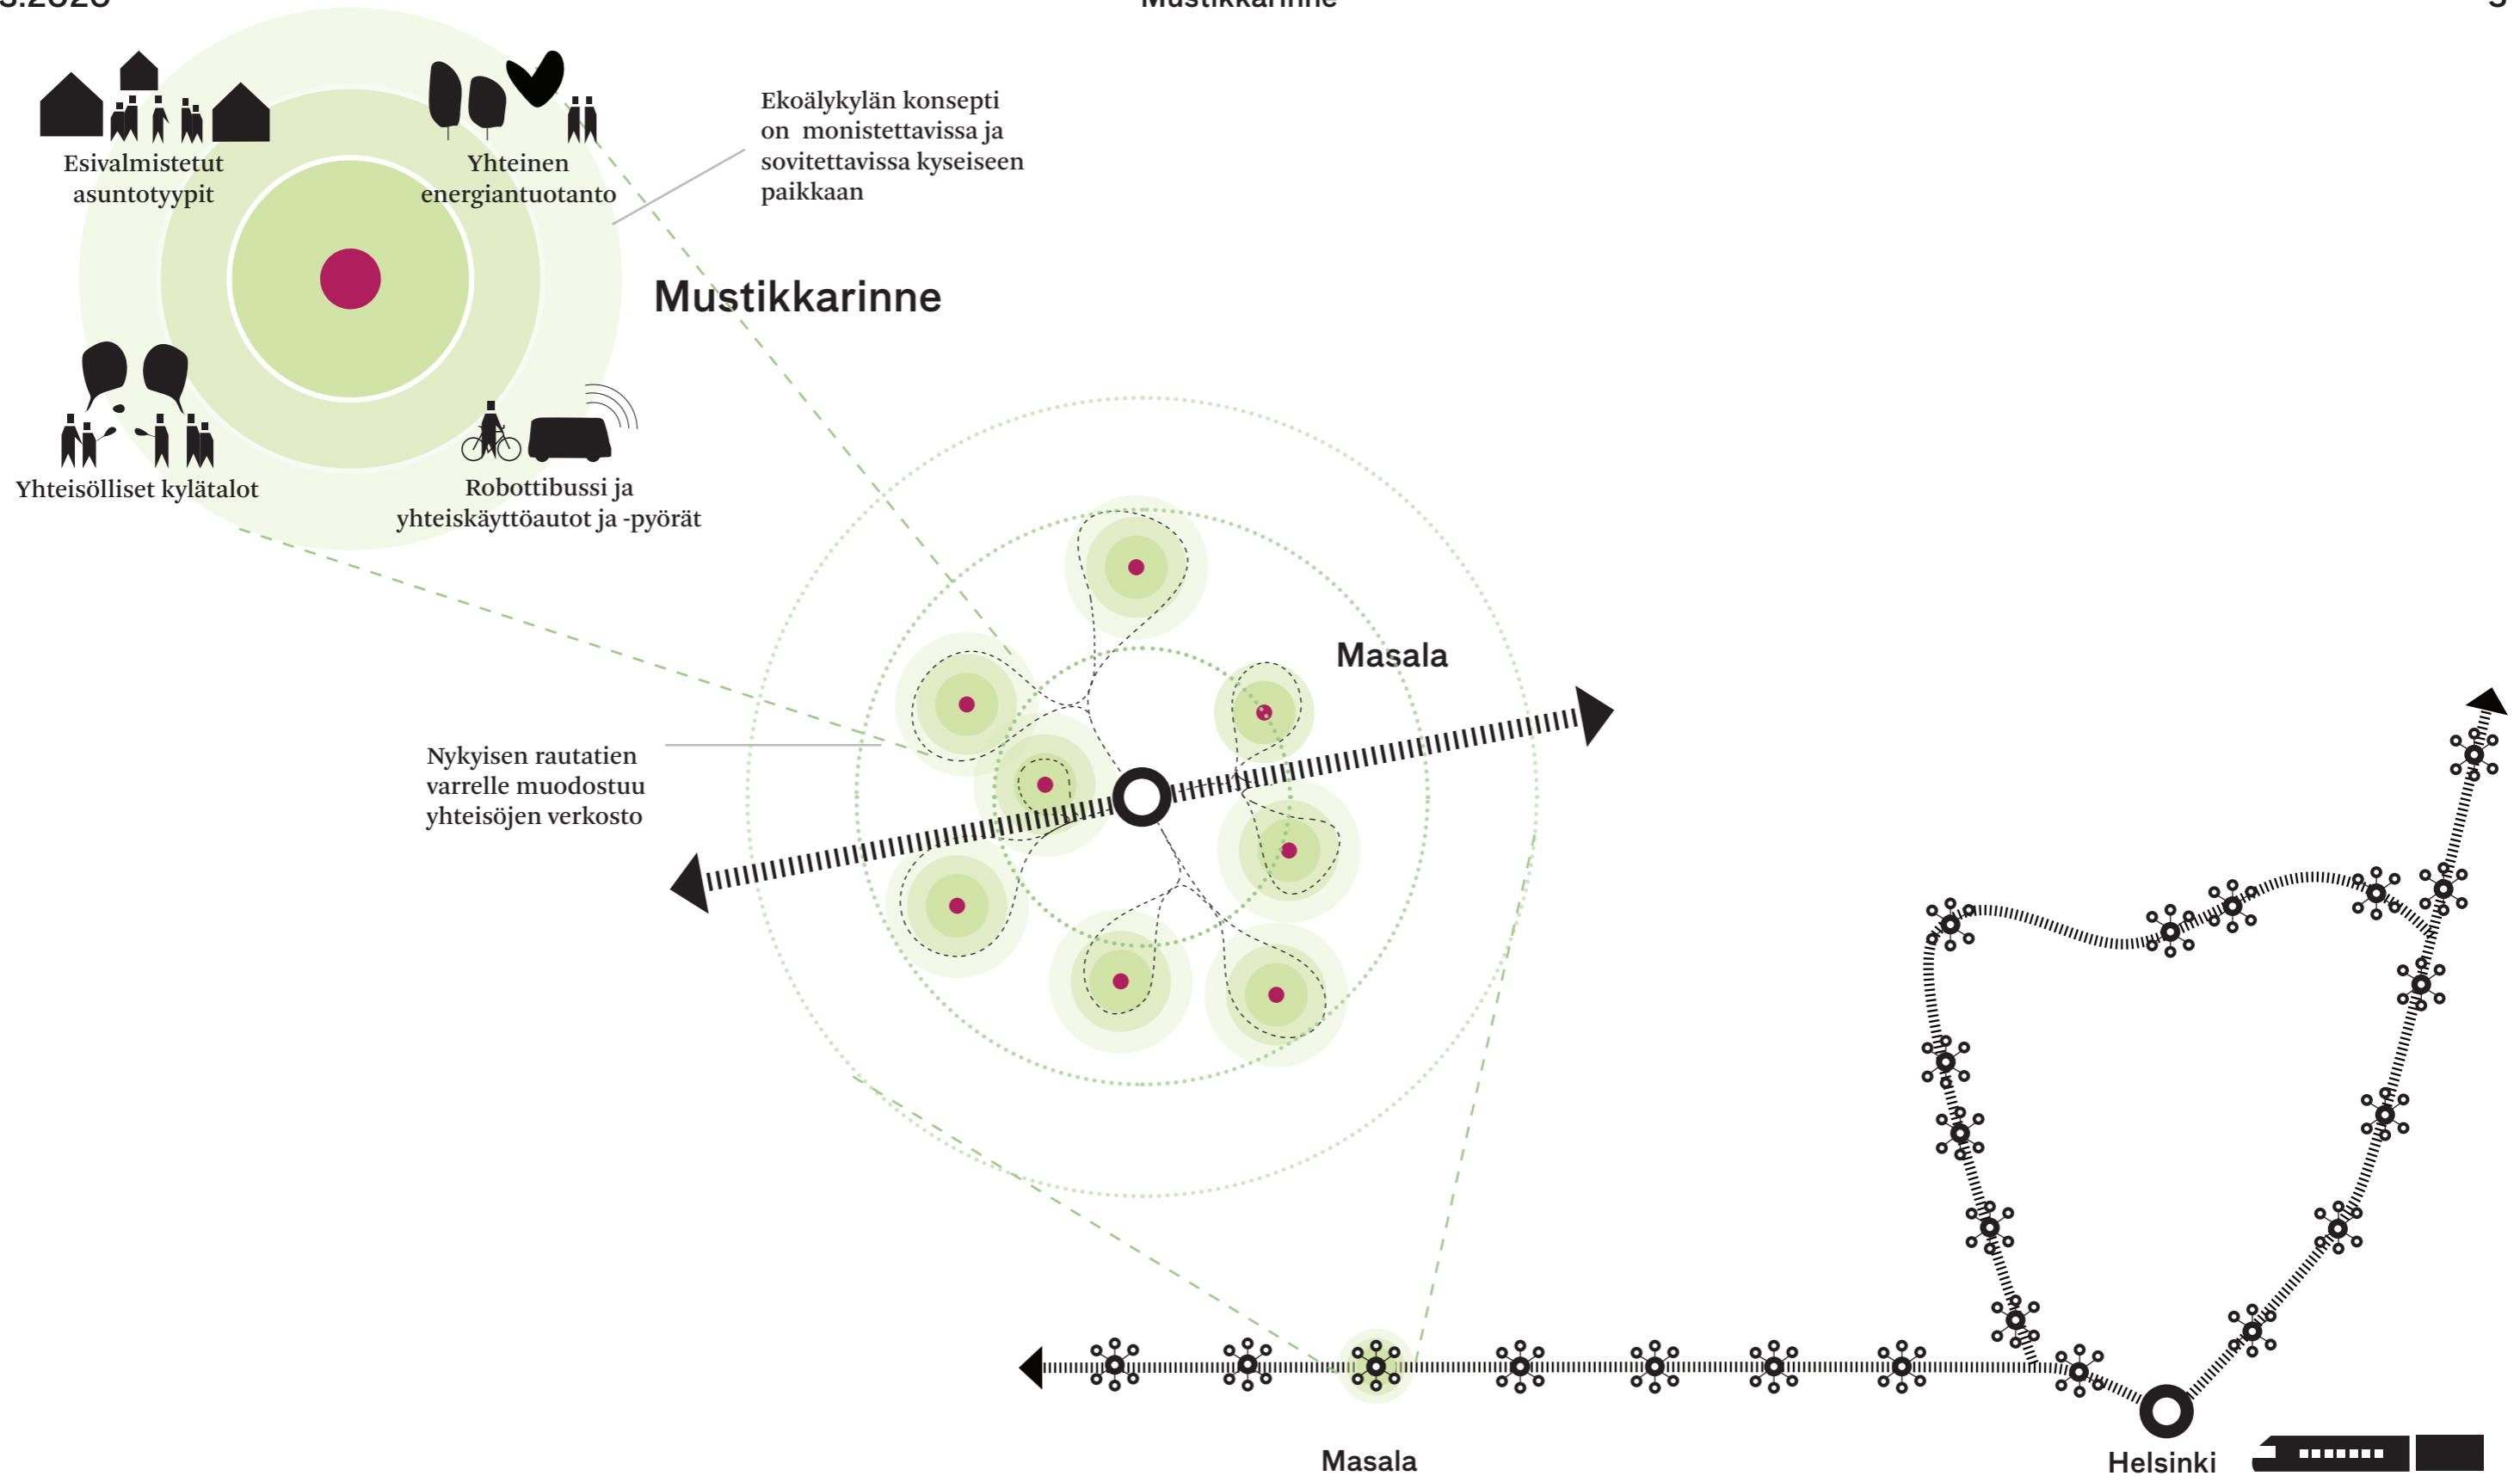 Mustikkarinne
Esivalmistetut
asuntotyypit
Yhteinen
energiantuotanto
Ekoälykylän konsepti
on monistettavissa ja
sovitettavissa kyseiseen
paikkaan
Mustikkarinne
Yhteisölliset kylätalot
Robottibussi ja
yhteiskäyttöautot ja -pyörät
Masala
Nykyisen rautatien
varrelle muodostuu
yhteisöjen verkosto
Masala
Helsinki